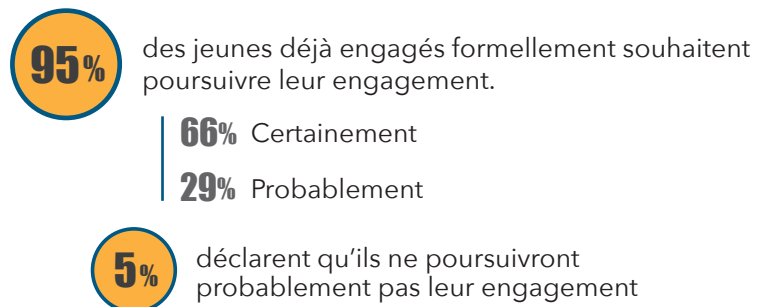 95% des jeunes déjà engagés formellement souhaitent
poursuivre leur engagement.
66% Certainement
29% Probablement
5% déclarent qu'ils ne poursuivront
probablement pas leur engagement